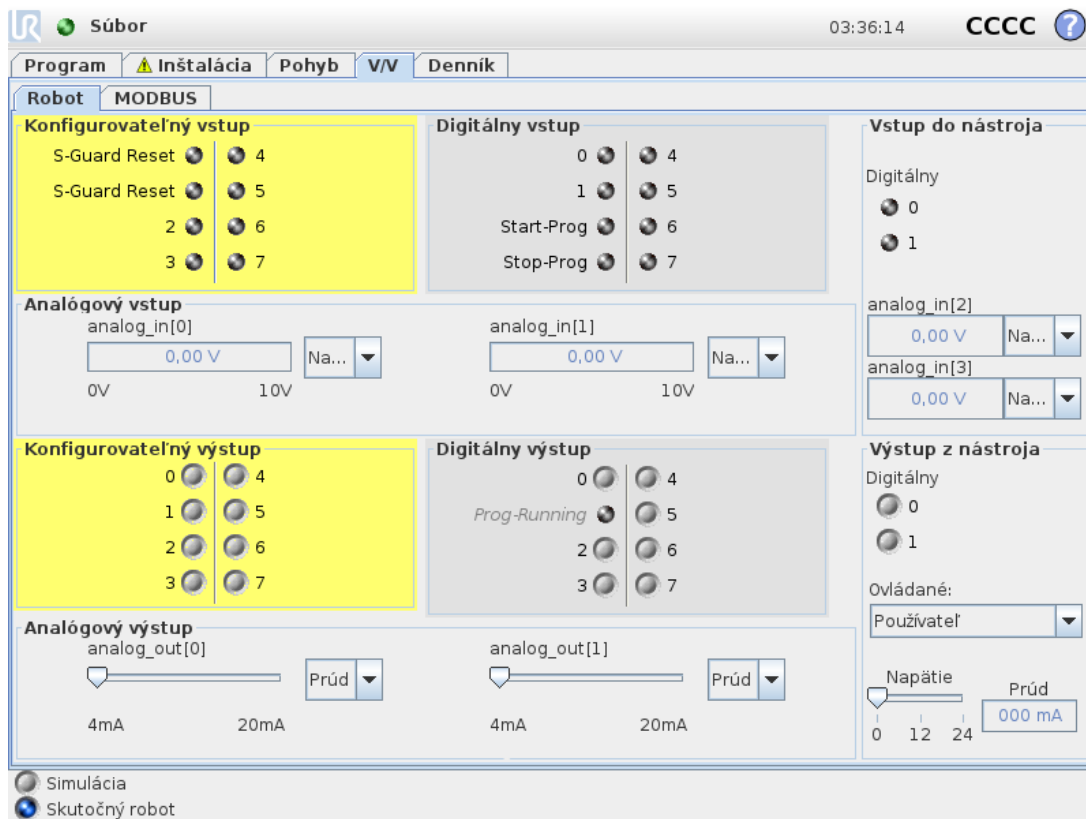 UR Súbor 03:36:14 CCCC ?
Program Inštalácia Pohyb V/V Denník
Robot MODBUS
Konfigurovateľný vstup
S-Guard Reset 4
S-Guard Reset 5
2 6
3 7
Digitálny vstup
0 4
1 5
Start-Prog 6
Stop-Prog 7
Vstup do nástroja
Digitálny
0
1
analog_in[2]
0,00 V Na...
analog_in[3]
0,00 V Na...
Analógový vstup
analog_in[0]
0,00 V Na...
0V 10V
analog_in[1]
0,00 V Na...
0V 10V
Konfigurovateľný výstup
0 4
1 5
2 6
3 7
Digitálny výstup
0 4
Prog-Running 5
2 6
3 7
Výstup z nástroja
Digitálny
0
1
Ovládané:
Používateľ
Napätie
0 12 24
Prúd
000 mA
Analógový výstup
analog_out[0]
Prúd
4mA 20mA
analog_out[1]
Prúd
4mA 20mA
Simulácia
Skutočný robot